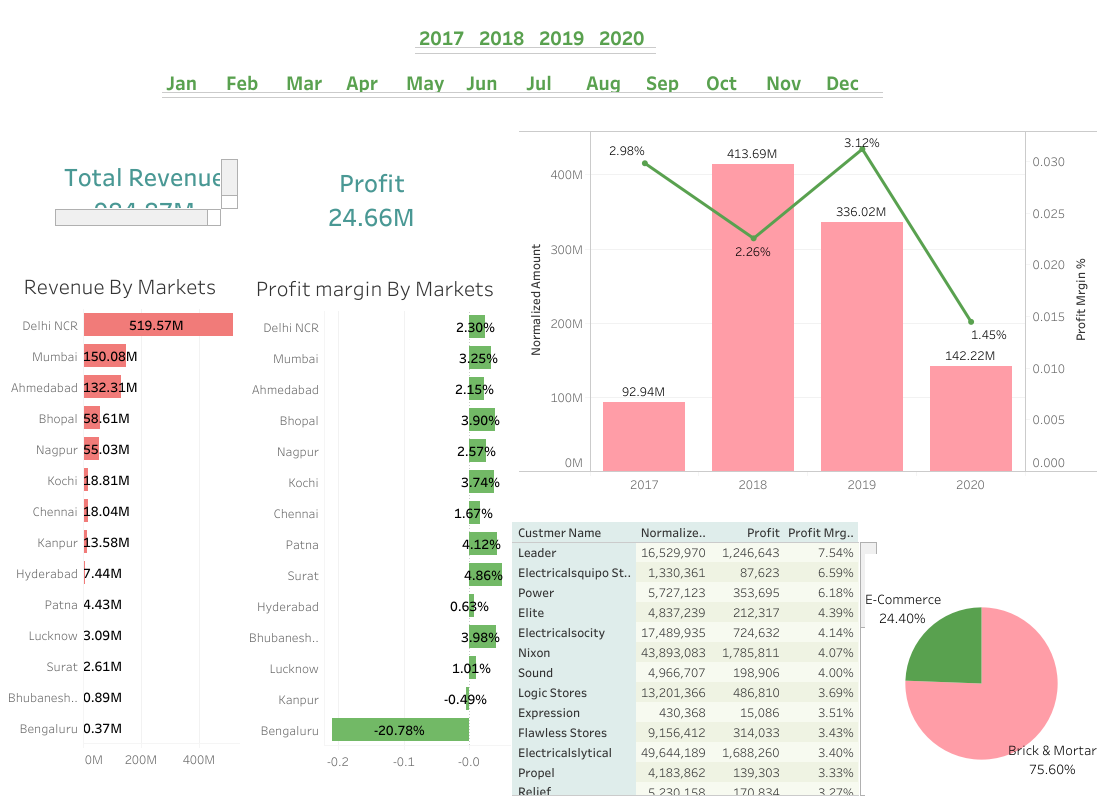 2017 2018 2019 2020
Jan Feb Mar Apr May Jun Jul Aug Sep Oct Nov Dec
Total Revenue
Profit
24.66M
Revenue By Markets
Delhi NCR 519.57M
Mumbai 150.08M
Ahmedabad 132.31M
Bhopal 58.61M
Nagpur 55.03M
Kochi 18.81M
Chennai 18.04M
Kanpur 13.58M
Hyderabad 7.44M
Patna 4.43M
Lucknow 3.09M
Surat 2.61M
Bhubanesh.. 0.89M
Bengaluru 0.37M
0M 200M 400M
Profit margin By Markets
Delhi NCR 2.30%
Mumbai 3.25%
Ahmedabad 2.15%
Bhopal 3.90%
Nagpur 2.57%
Kochi 3.74%
Chennai 1.67%
Patna 4.12%
Surat 4.86%
Hyderabad 0.63%
Bhubanesh.. 3.98%
Lucknow 1.01%
Kanpur -0.49%
Bengaluru -20.78%
-0.2 -0.1 -0.0
Normalized Amount
400M
300M
200M
100M
0M
2.98%
413.69M
3.12%
2.26%
336.02M
1.45%
142.22M
92.94M
2017 2018 2019 2020
0.030
0.025
0.020
0.015
0.010
0.005
0.000
Profit Mrgin %
Custmer Name Normalize.. Profit Profit Mrg..
Leader 16,529,970 1,246,643 7.54%
Electricalsquipo St.. 1,330,361 87,623 6.59%
Power 5,727,123 353,695 6.18%
Elite 4,837,239 212,317 4.39%
Electricalsocity 17,489,935 724,632 4.14%
Nixon 43,893,083 1,785,811 4.07%
Sound 4,966,707 198,906 4.00%
Logic Stores 13,201,366 486,810 3.69%
Expression 430,368 15,086 3.51%
Flawless Stores 9,156,412 314,033 3.43%
Electricalslytical 49,644,189 1,688,260 3.40%
Propel 4,183,862 139,303 3.33%
Relief 5,230,158 170,834 3.27%
E-Commerce
24.40%
Brick & Mortar
75.60%